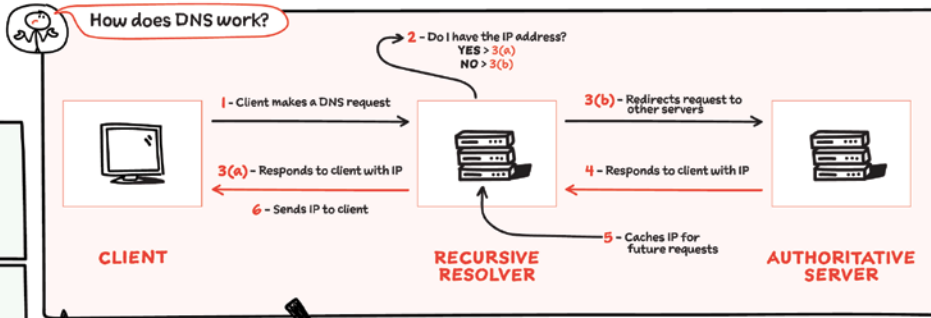 How does DNS work?
2 - Do I have the IP address?
YES > 3(a)
NO > 3(b)
1 - Client makes a DNS request
3(b) - Redirects request to
other servers
3(a) - Responds to client with IP
4 - Responds to client with IP
6 - Sends IP to client
5 - Caches IP for
future requests
CLIENT
RECURSIVE
RESOLVER
AUTHORITATIVE
SERVER